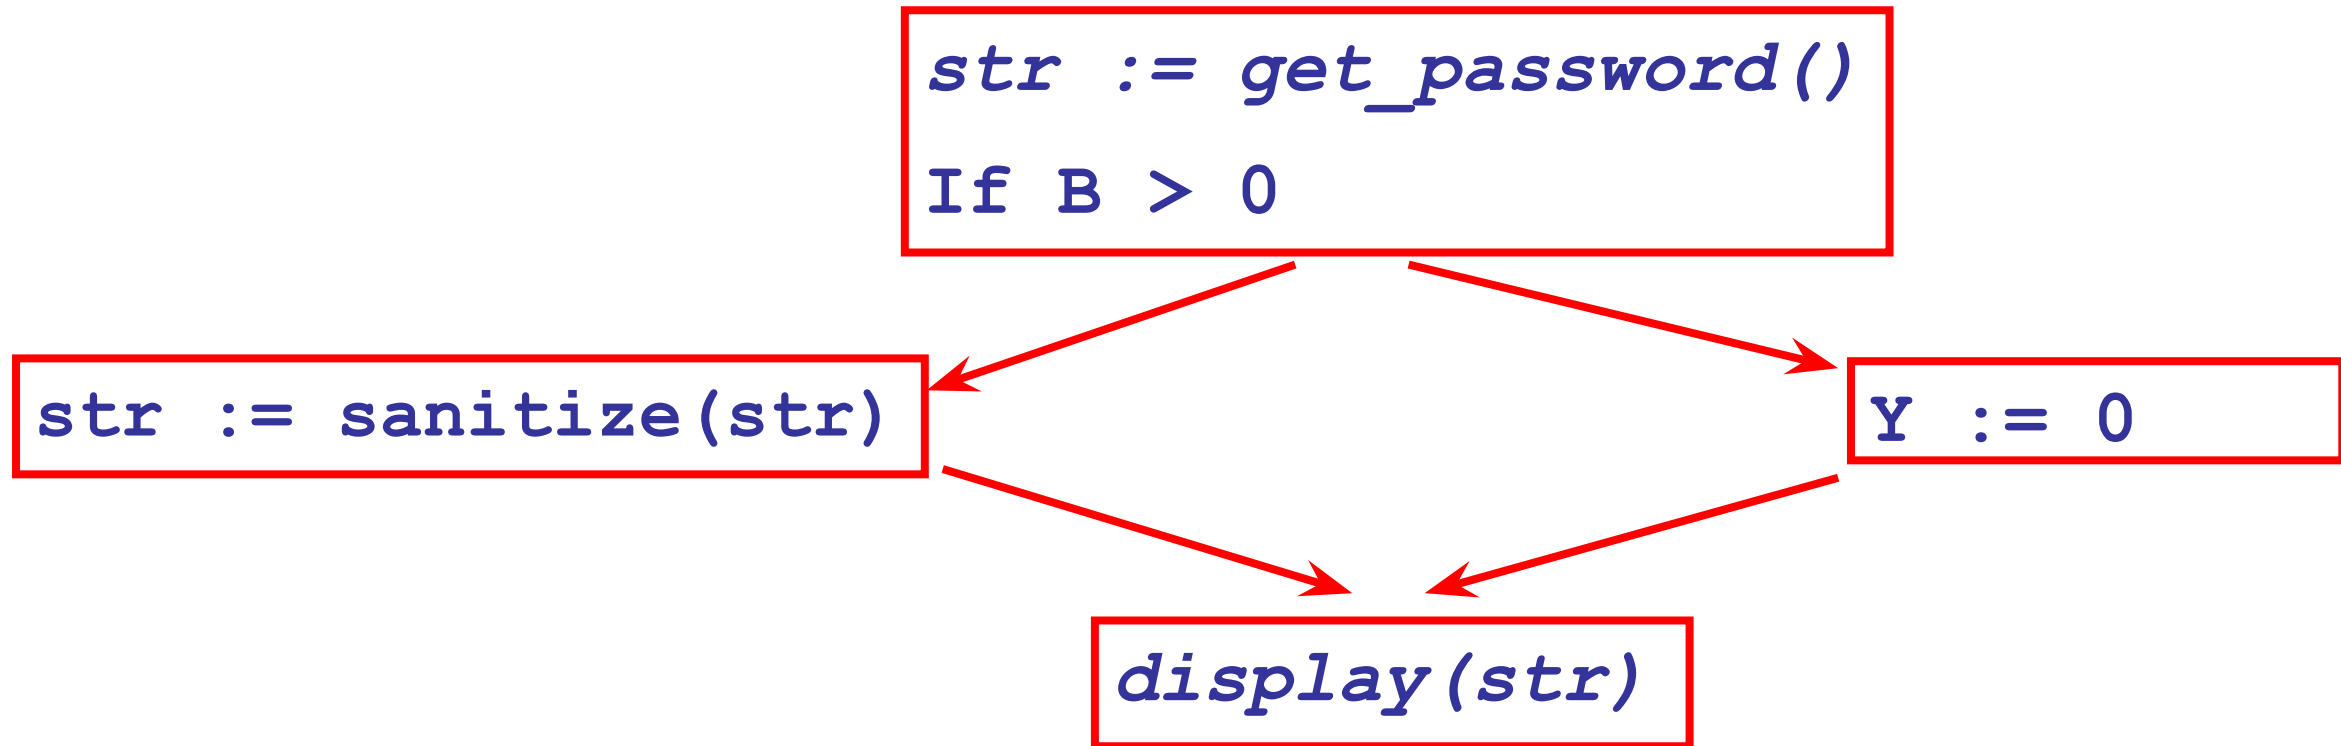 str := get_password()
If B > 0
str := sanitize(str)
Y := 0
display(str)